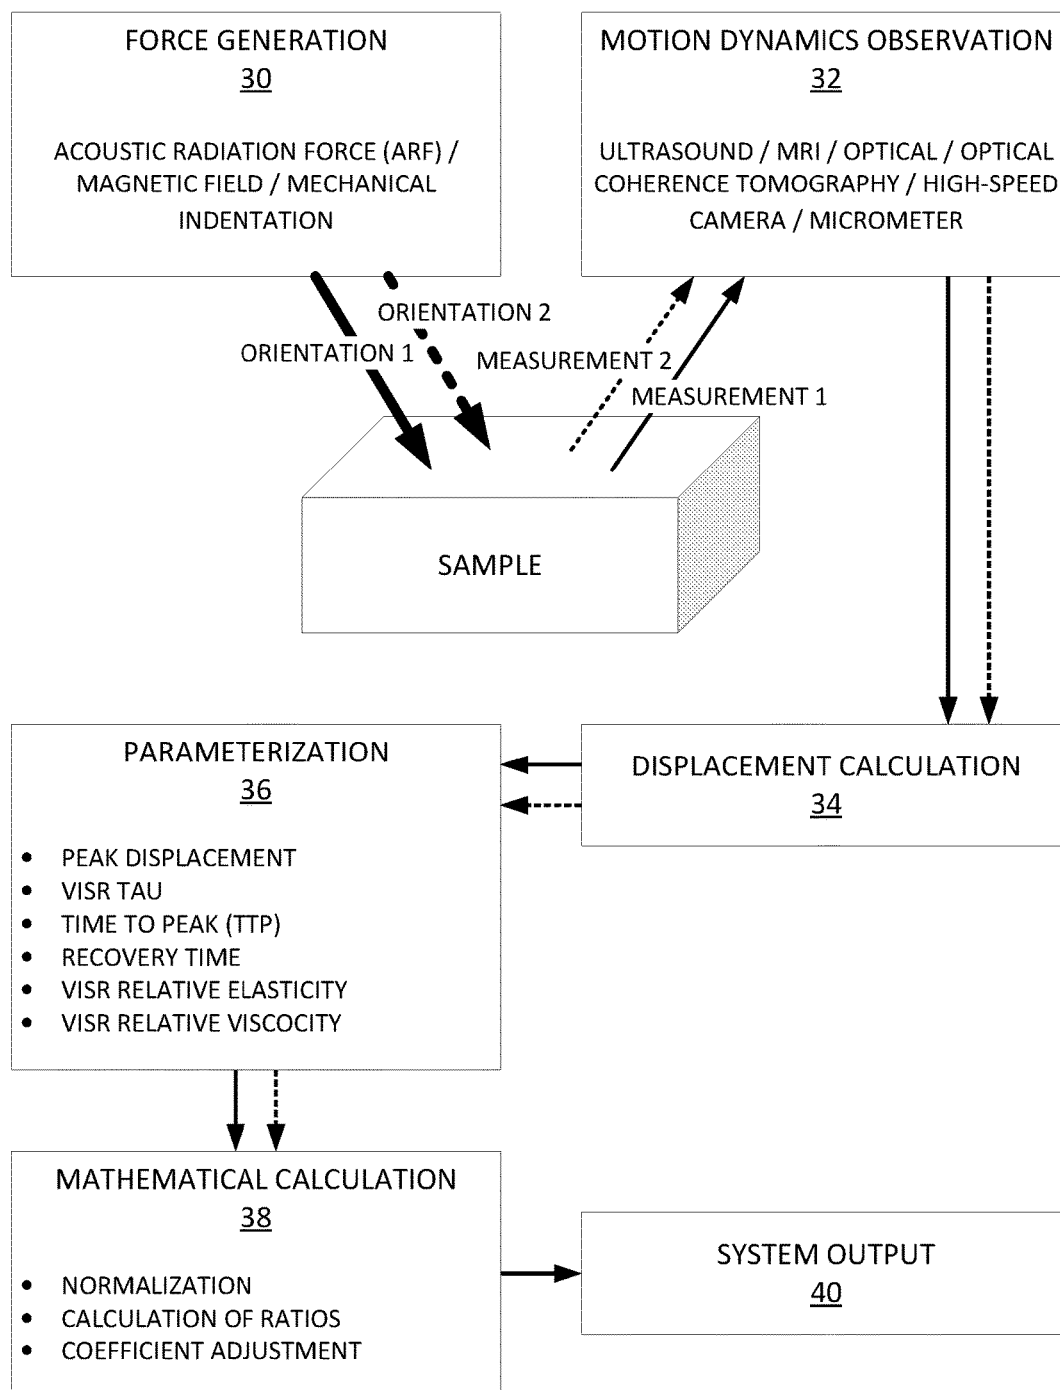 FORCE GENERATION
30
ACOUSTIC RADIATION FORCE (ARF) /
MAGNETIC FIELD / MECHANICAL
INDENTATION
MOTION DYNAMICS OBSERVATION
32
ULTRASOUND / MRI / OPTICAL / OPTICAL
COHERENCE TOMOGRAPHY / HIGH-SPEED
CAMERA / MICROMETER
ORIENTATION 2
ORIENTATION 1
MEASUREMENT 2
MEASUREMENT 1
SAMPLE
PARAMETERIZATION
36
• PEAK DISPLACEMENT
• VISR TAU
• TIME TO PEAK (TTP)
• RECOVERY TIME
• VISR RELATIVE ELASTICITY
• VISR RELATIVE VISCOCITY
DISPLACEMENT CALCULATION
34
MATHEMATICAL CALCULATION
38
• NORMALIZATION
• CALCULATION OF RATIOS
• COEFFICIENT ADJUSTMENT
SYSTEM OUTPUT
40